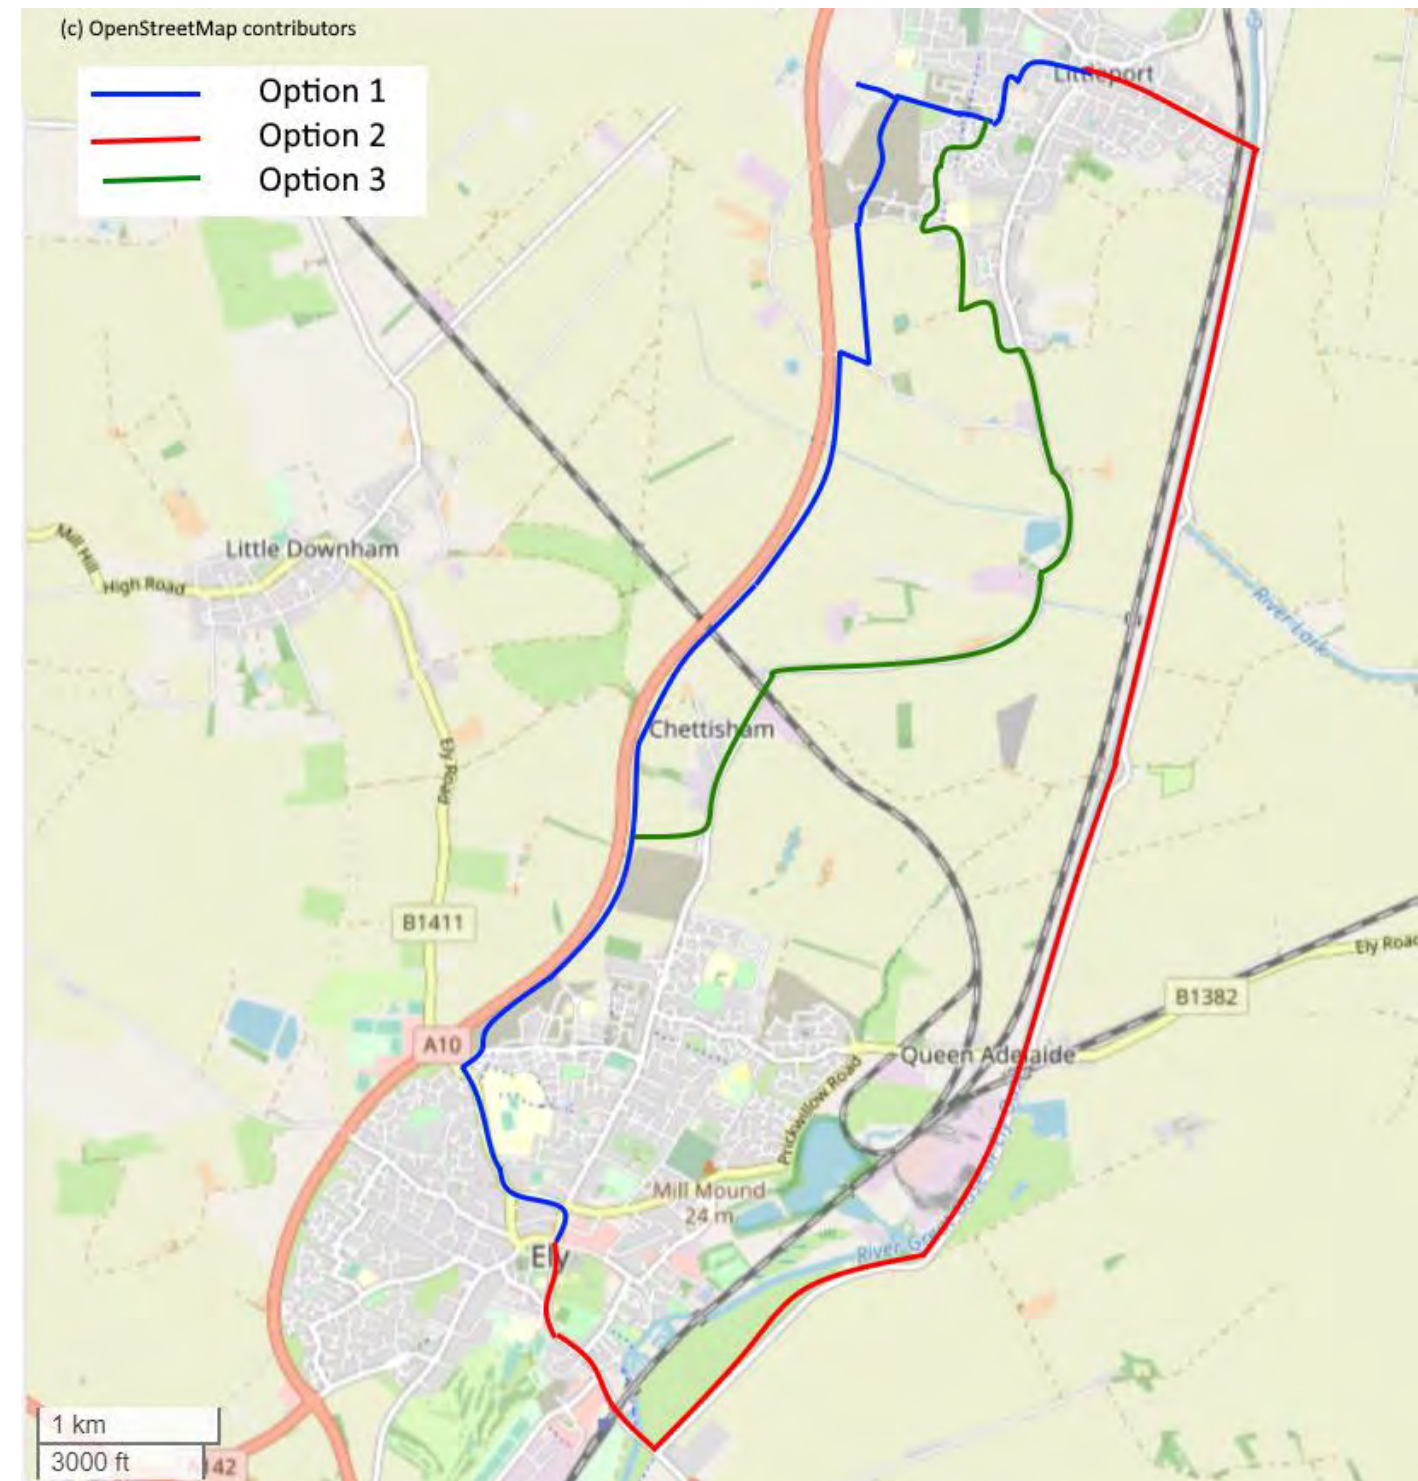 (c) OpenStreetMap contributors
Option 1
Option 2
Option 3
Littleport
Mill Hill
High Road
Little Downham
River Lark
Ely Road
Chettisham
B1411
Ely Road
B1382
A10
Queen Adelaide
Prickwillow Road
Mill Mound
24 m
River Gre
Ely
1 km
3000 ft
142